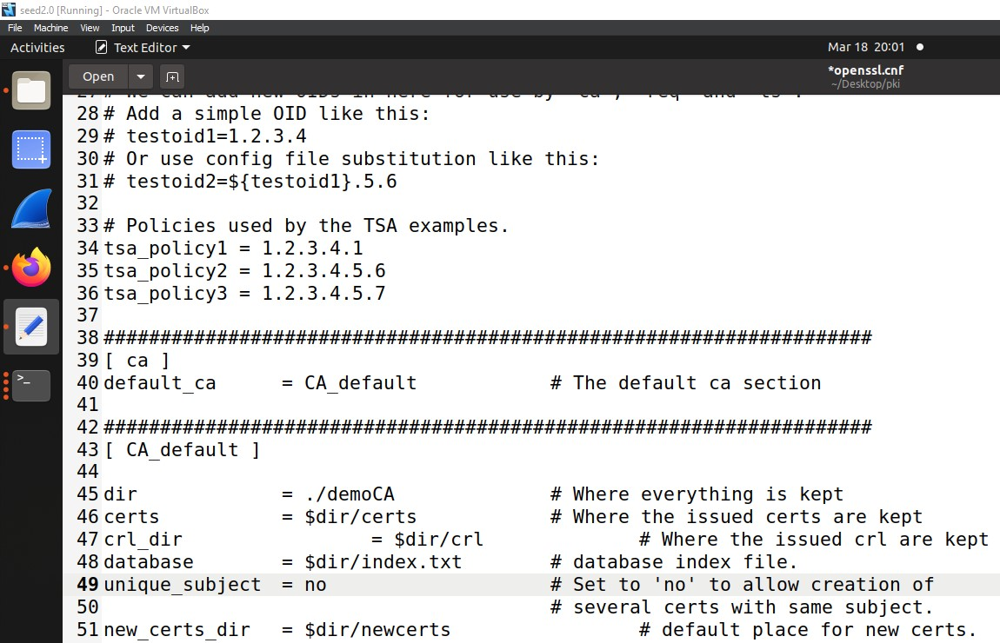 seed2.0 [Running] - Oracle VM VirtualBox
File Machine View Input Devices Help
Activities Text Editor Mar 18 20:01
Open *openssl.cnf
~/Desktop/pki
28 # Add a simple OID like this:
29 # testoid1=1.2.3.4
30 # Or use config file substitution like this:
31 # testoid2=${testoid1}.5.6
32
33 # Policies used by the TSA examples.
34 tsa_policy1 = 1.2.3.4.1
35 tsa_policy2 = 1.2.3.4.5.6
36 tsa_policy3 = 1.2.3.4.5.7
37
38 ####################################################################
39 [ ca ]
40 default_ca = CA_default # The default ca section
41
42 ####################################################################
43 [ CA_default ]
44
45 dir = ./demoCA # Where everything is kept
46 certs = $dir/certs # Where the issued certs are kept
47 crl_dir = $dir/crl # Where the issued crl are kept
48 database = $dir/index.txt # database index file.
49 unique_subject = no # Set to 'no' to allow creation of
50 # several certs with same subject.
51 new_certs_dir = $dir/newcerts # default place for new certs.